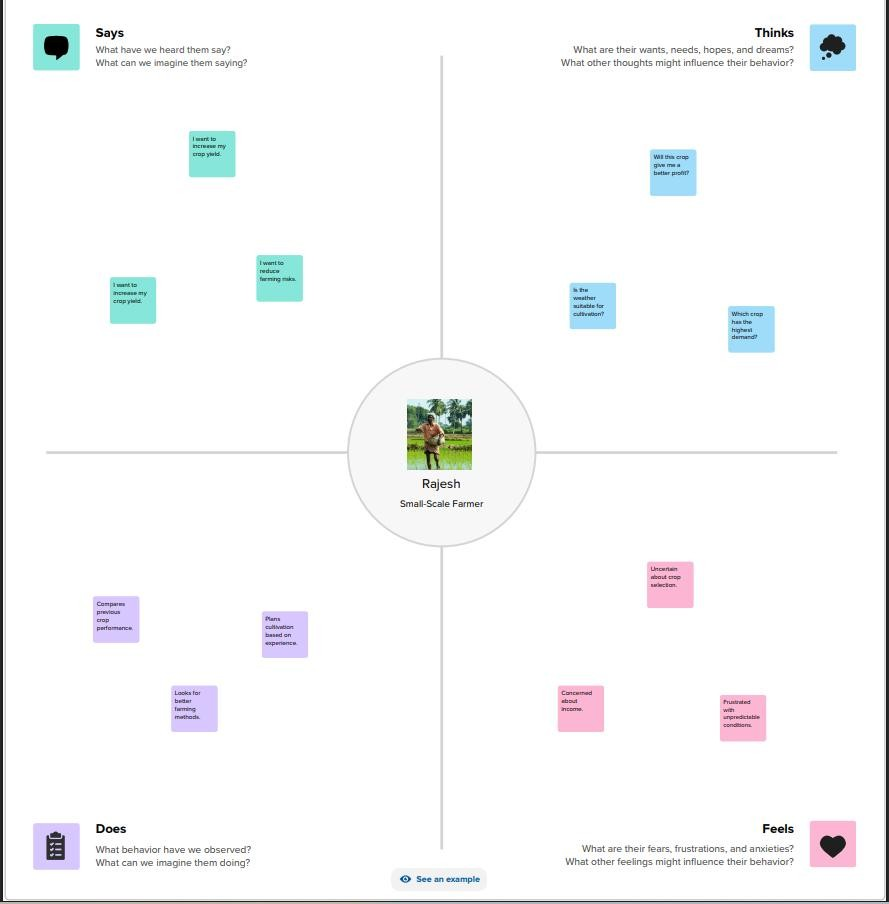 Says
What have we heard them say?
What can we imagine them saying?
Thinks
What are their wants, needs, hopes, and dreams?
What other thoughts might influence their behavior?
I want to
increase my
crop yield.
I want to
increase my
crop yield.
I want to
reduce
farming risks.
Will this crop
give me a
better profit?
Is the
weather
suitable for
cultivation?
Which crop
has the
highest
demand?
Rajesh
Small-Scale Farmer
Compares
previous
crop
performance.
Plans
cultivation
based on
experience.
Looks for
better
farming
methods.
Uncertain
about crop
selection.
Concerned
about
income.
Frustrated
with
unpredictable
conditions.
Does
What behavior have we observed?
What can we imagine them doing?
Feels
What are their fears, frustrations, and anxieties?
What other feelings might influence their behavior?
See an example